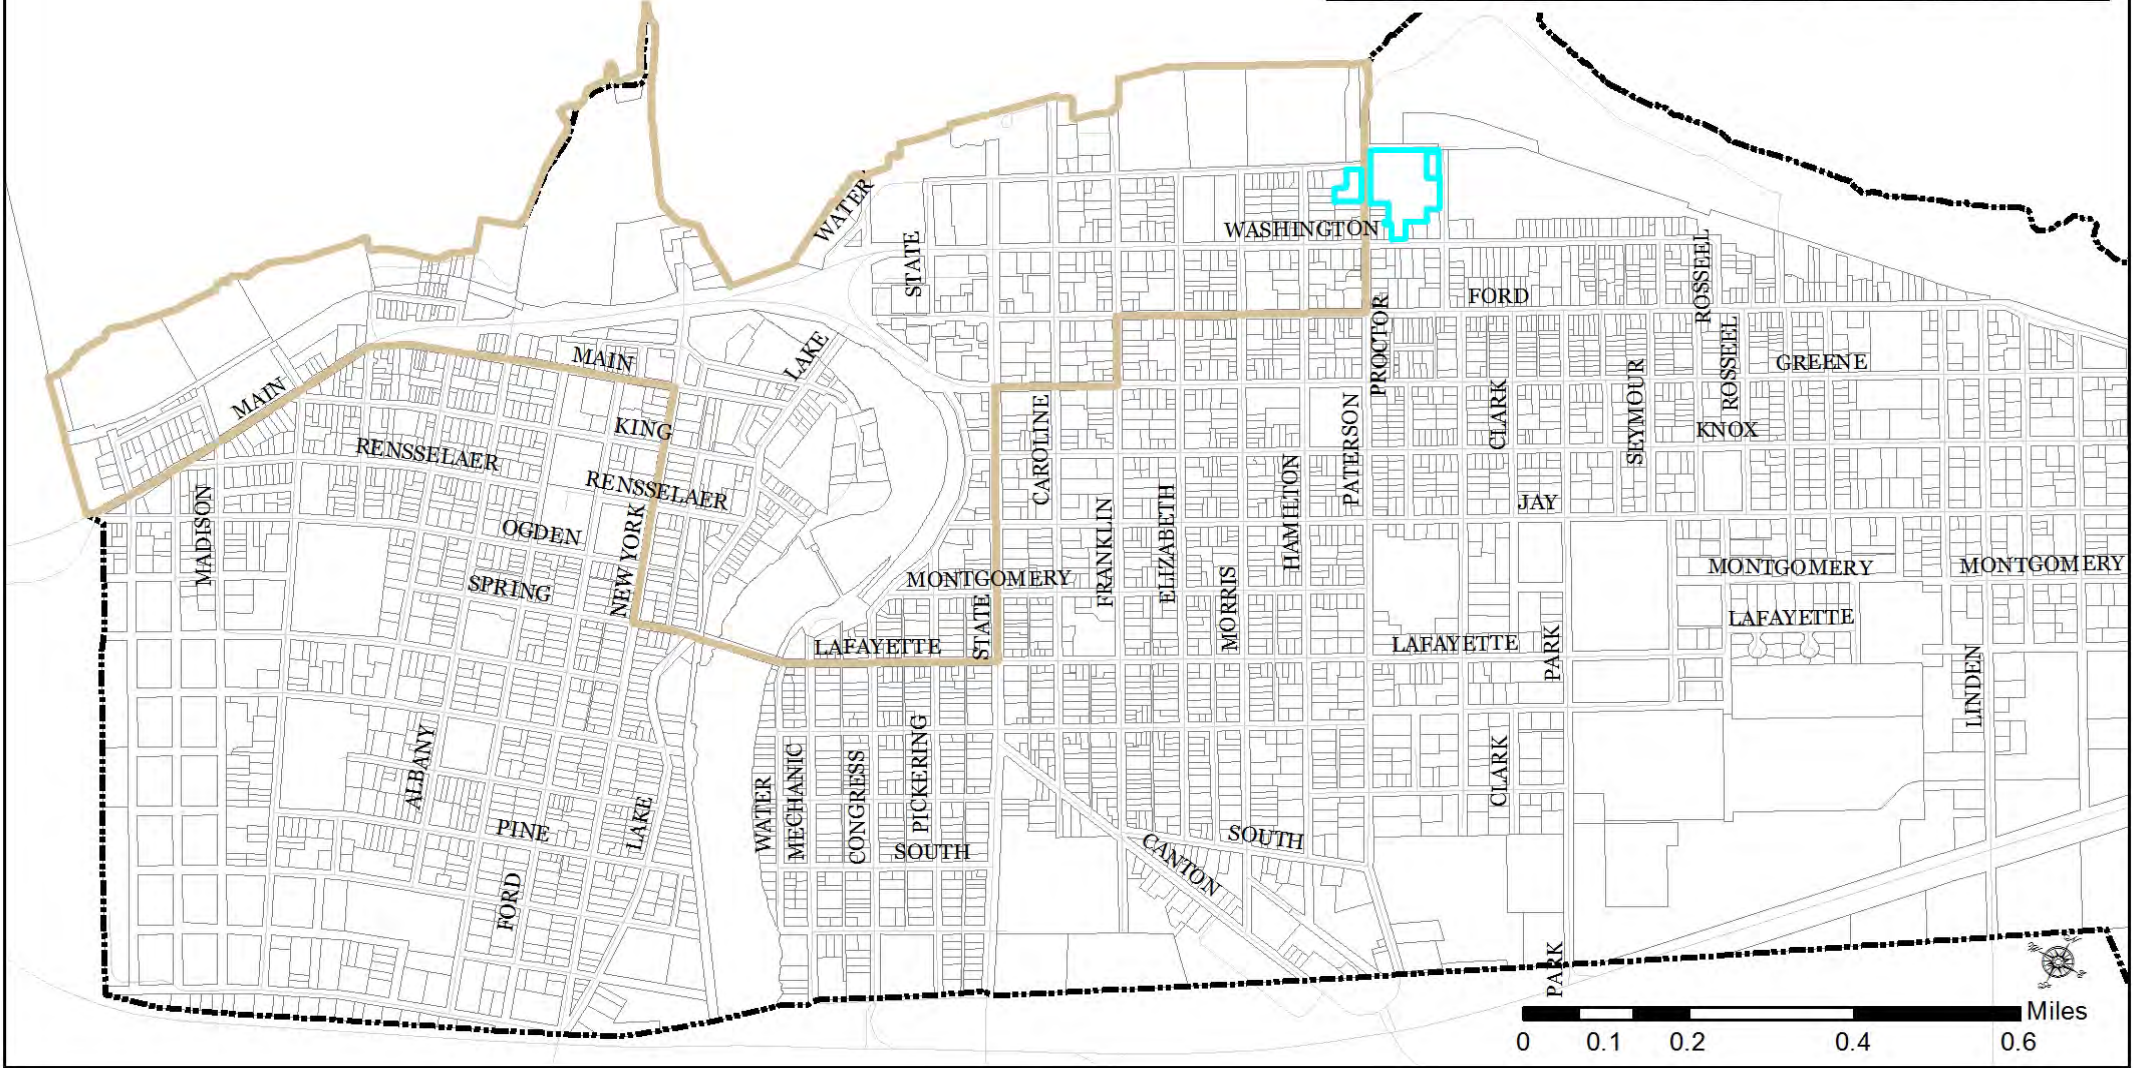 WATER
WASHINGTON
STATE
ROSSEEL
FORD
PROCTOR
LAKE
MAIN
MAIN
GREENE
ROSSEEL
SEYMOUR
CLARK
KING
CAROLINE
PATERSON
KNOX
RENSSELAER
RENSSELAER
HAMILTON
JAY
MADISON
OGDEN
NEW YORK
FRANKLIN
ELIZABETH
MONTGOMERY
MONTGOMERY
MONTGOMERY
SPRING
STATE
MORRIS
LAFAYETTE
LAFAYETTE
LAFAYETTE
PARK
LINDEN
ALBANY
PICKERING
CONGRESS
MECHANIC
WATER
CLARK
LAKE
PINE
SOUTH
SOUTH
CANTON
FORD
PARK
Miles
0 0.1 0.2 0.4 0.6